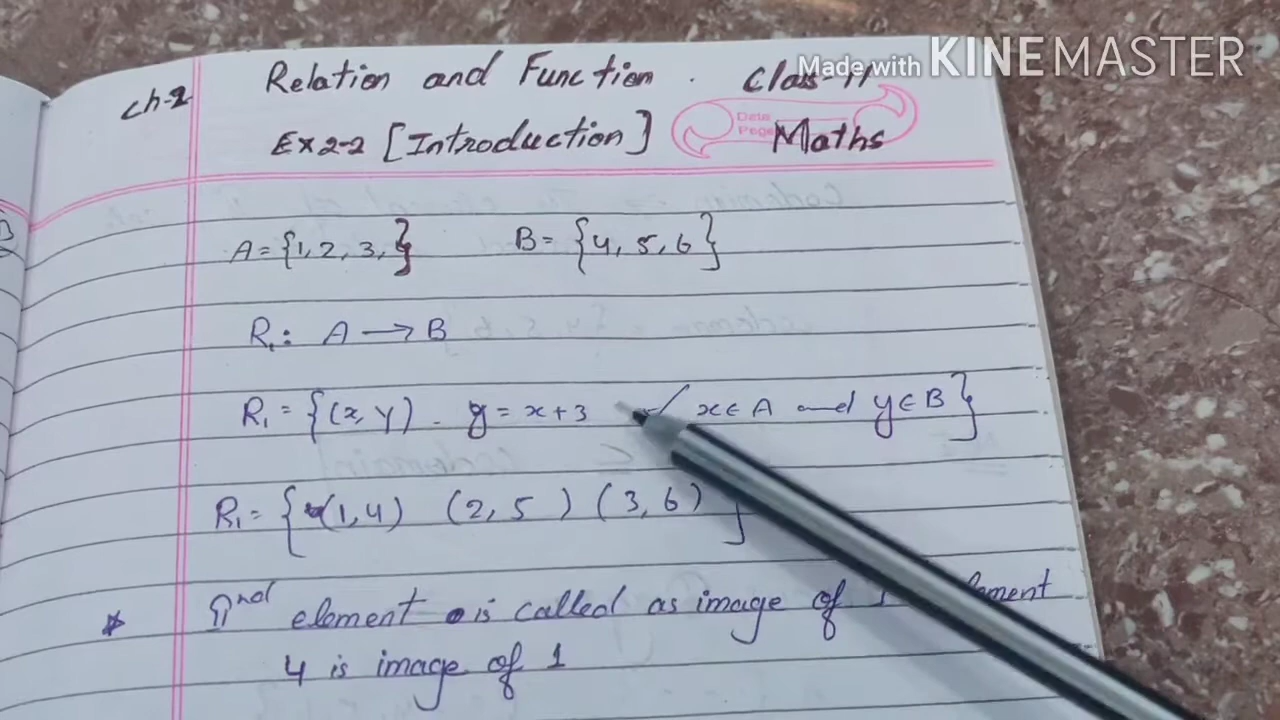 Made with KINEMASTER
Ch-2 Relation and Function. Class-11
Ex 2-2 [Introduction] Maths
Date
Page
A = {1, 2, 3,} B = {4, 5, 6}
R₁: A → B
R₁ = {(x, y) . y = x + 3 x ∈ A and y ∈ B}
R₁ = { (1, 4) (2, 5) (3, 6) }
* IInd element is called as image of 1 element
4 is image of 1